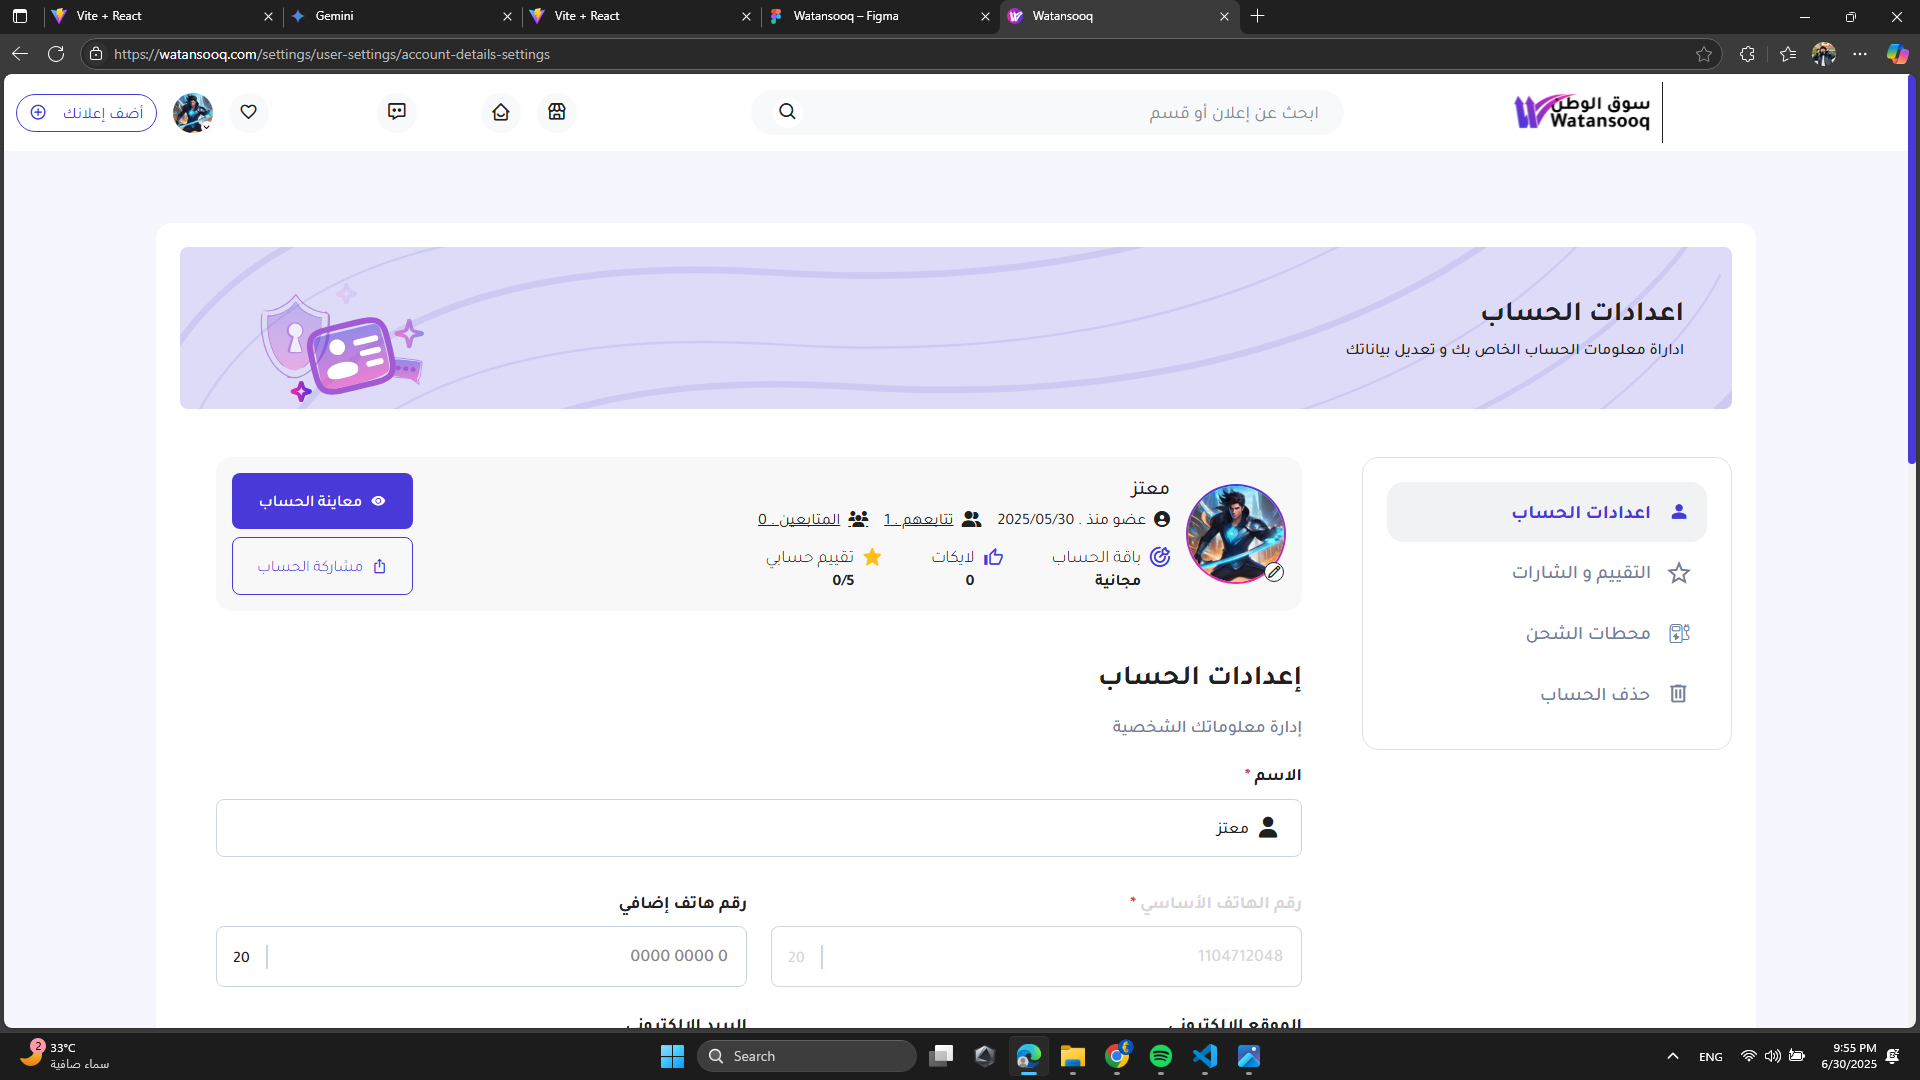 Vite + React
Gemini
Vite + React
Watansooq – Figma
Watansooq
https://watansooq.com/settings/user-settings/account-details-settings
سوق الوطن
Watansooq
ابحث عن إعلان أو قسم
أضف إعلانك
اعدادات الحساب
اداراة معلومات الحساب الخاص بك و تعديل بياناتك
اعدادات الحساب
التقييم و الشارات
محطات الشحن
حذف الحساب
معتز
عضو منذ . 2025/05/30
تتابعهم . 1
المتابعين . 0
باقة الحساب
مجانية
لايكات
0
تقييم حسابي
0/5
معاينة الحساب
مشاركة الحساب
إعدادات الحساب
إدارة معلوماتك الشخصية
الاسم *
معتز
رقم الهاتف الأساسي *
1104712048
20
رقم هاتف إضافي
0000 0000 0
20
الموقع الالكتروني
البريد الالكتروني
2
33°C
سماء صافية
Search
ENG
9:55 PM
6/30/2025